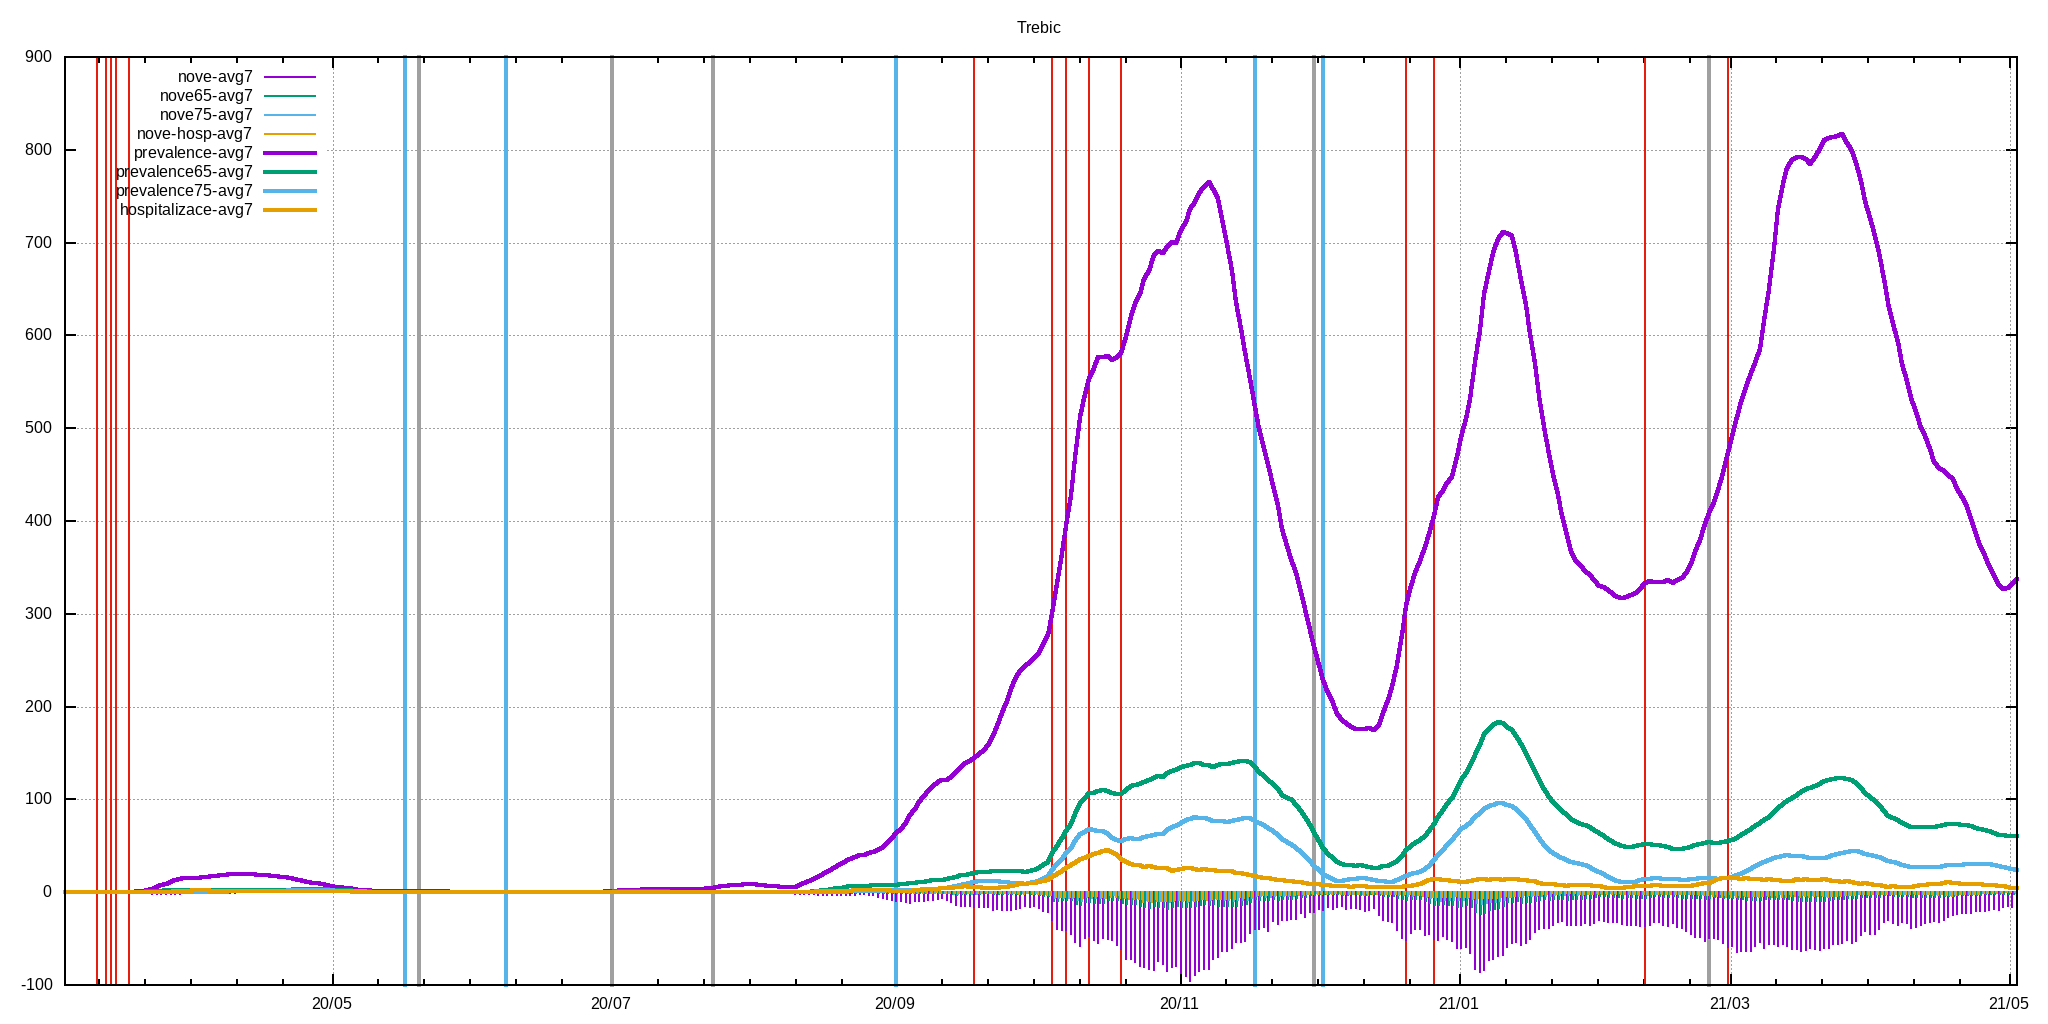 Trebic
900
800
700
600
500
400
300
200
100
0
-100
nove-avg7
nove65-avg7
nove75-avg7
nove-hosp-avg7
prevalence-avg7
prevalence65-avg7
prevalence75-avg7
hospitalizace-avg7
20/05
20/07
20/09
20/11
21/01
21/03
21/05